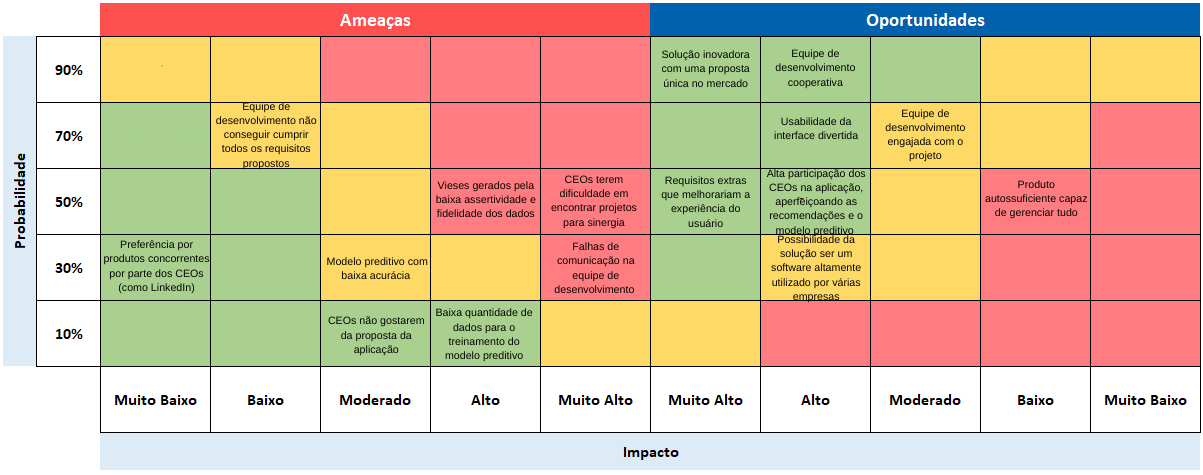 Ameaças
Oportunidades
Probabilidade
90%
Solução inovadora
com uma proposta
única no mercado
Equipe de
desenvolvimento
cooperativa
70%
Equipe de
desenvolvimento não
conseguir cumprir
todos os requisitos
propostos
Usabilidade da
interface divertida
Equipe de
desenvolvimento
engajada com o
projeto
50%
Vieses gerados pela
baixa assertividade e
fidelidade dos dados
CEOs terem
dificuldade em
encontrar projetos
para sinergia
Requisitos extras
que melhorariam a
experiência do
usuário
Alta participação dos
CEOs na aplicação,
aperfeiçoando as
recomendações e o
modelo preditivo
Produto
autossuficiente capaz
de gerenciar tudo
30%
Preferência por
produtos concorrentes
por parte dos CEOs
(como LinkedIn)
Modelo preditivo com
baixa acurácia
Falhas de
comunicação na
equipe de
desenvolvimento
Possibilidade da
solução ser um
software altamente
utilizado por várias
empresas
10%
CEOs não gostarem
da proposta da
aplicação
Baixa quantidade de
dados para o
treinamento do
modelo preditivo
Muito Baixo
Baixo
Moderado
Alto
Muito Alto
Muito Alto
Alto
Moderado
Baixo
Muito Baixo
Impacto